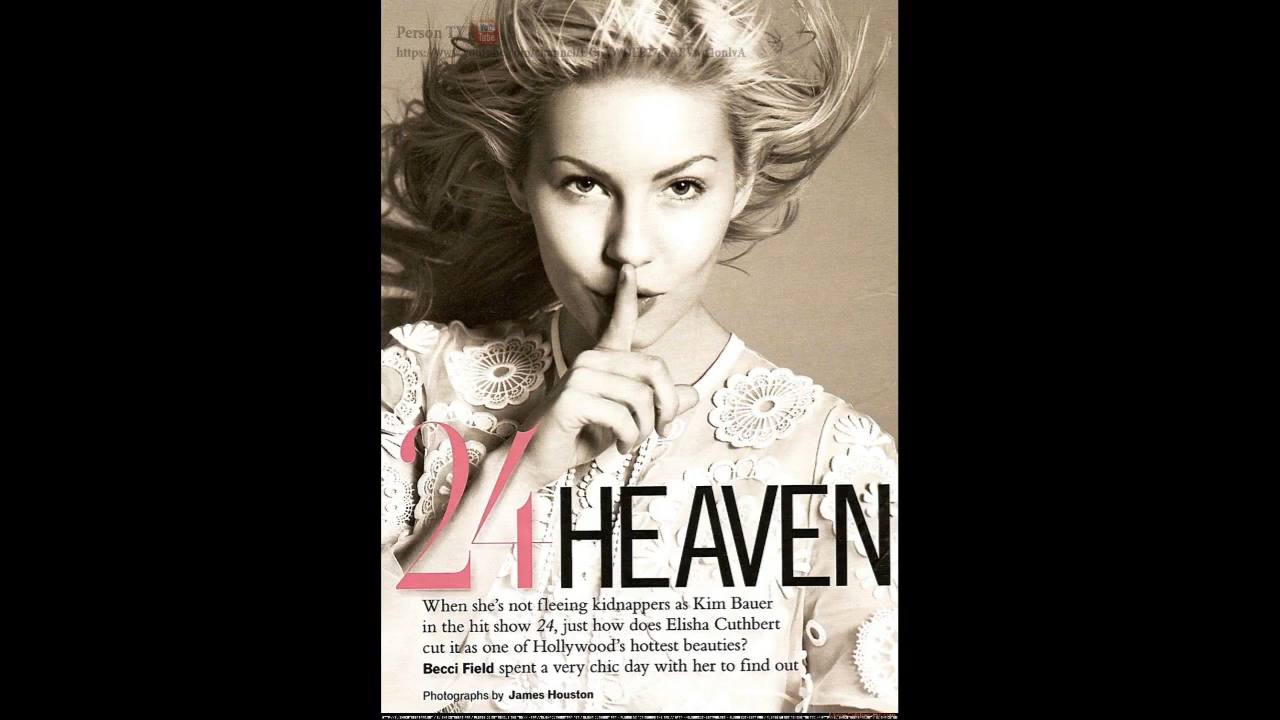 Person TV
You
Tube
24 HEAVEN
When she's not fleeing kidnappers as Kim Bauer
in the hit show 24, just how does Elisha Cuthbert
cut it as one of Hollywood's hottest beauties?
Becci Field spent a very chic day with her to find out
Photographs by James Houston